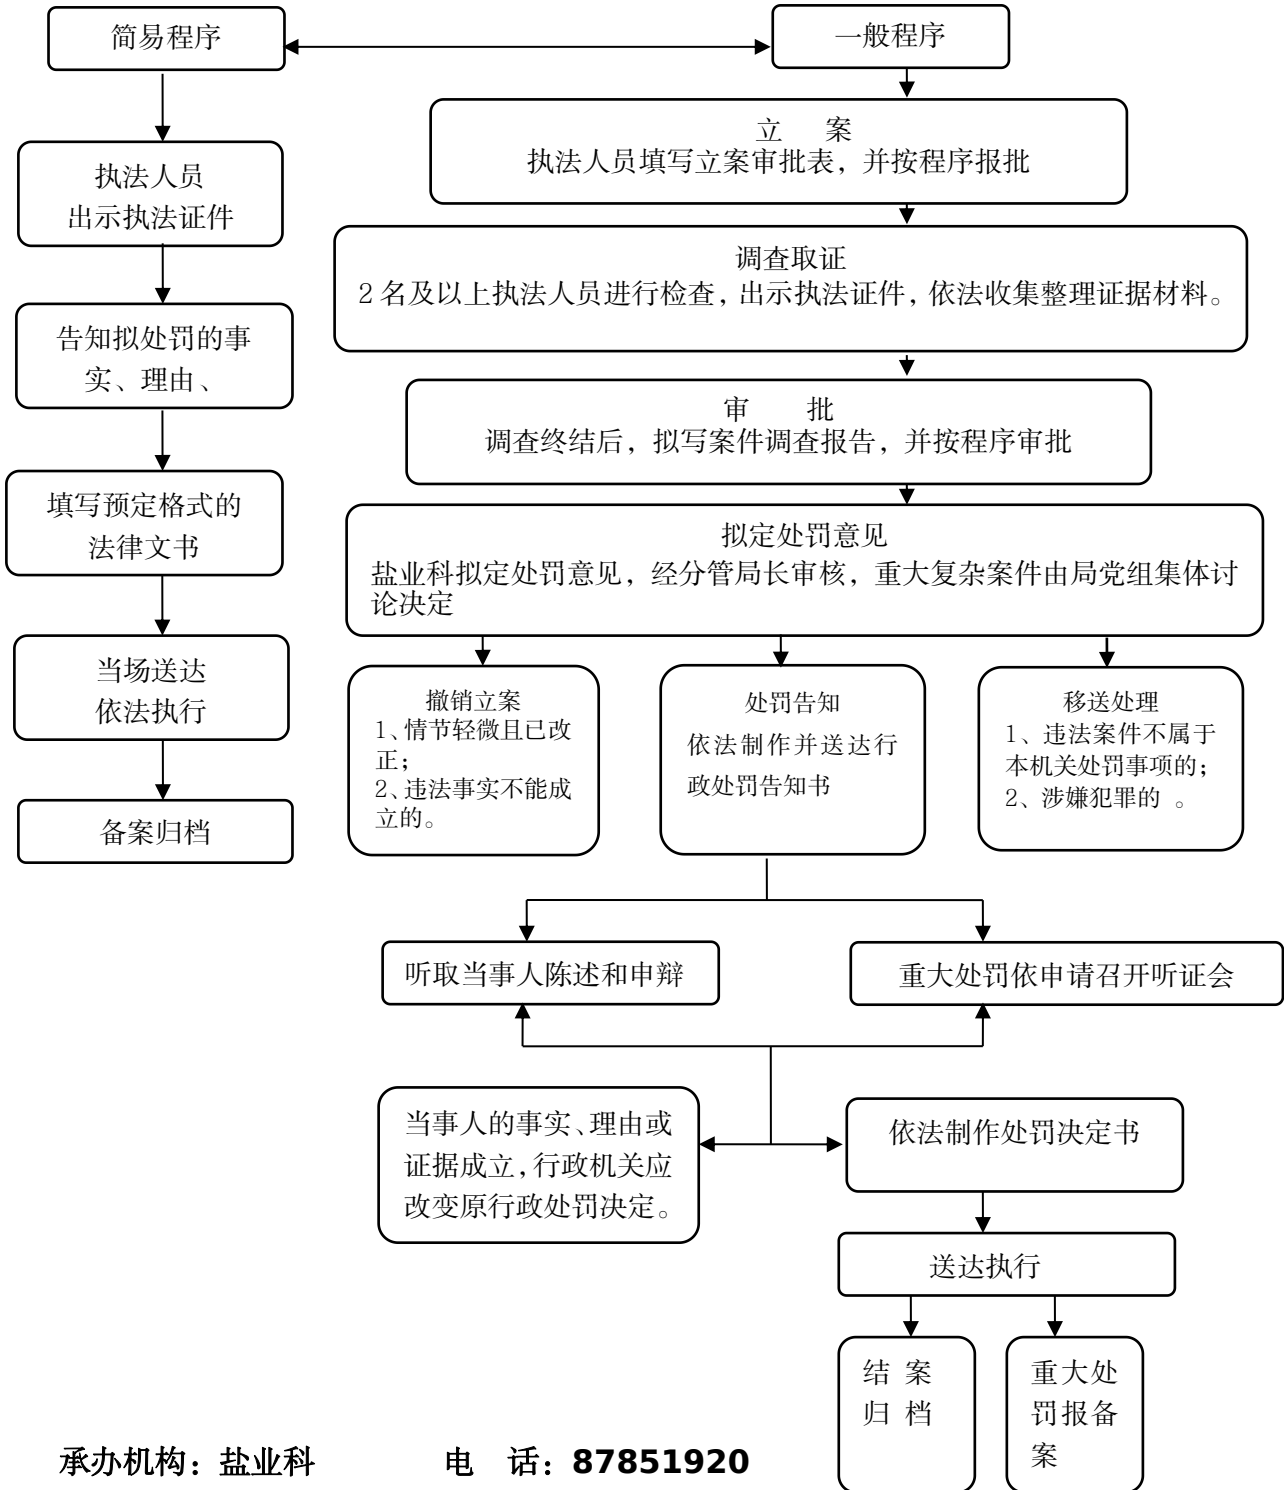 简易程序
一般程序
执法人员
出示执法证件
告知拟处罚的事
实、理由、
填写预定格式的
法律文书
当场送达
依法执行
备案归档
立 案
执法人员填写立案审批表，并按程序报批
调查取证
2名及以上执法人员进行检查，出示执法证件，依法收集整理证据材料。
审 批
调查终结后，拟写案件调查报告，并按程序审批
拟定处罚意见
盐业科拟定处罚意见，经分管局长审核，重大复杂案件由局党组集体讨
论决定
撤销立案
1、情节轻微且已改
正；
2、违法事实不能成
立的。
处罚告知
依法制作并送达行
政处罚告知书
移送处理
1、违法案件不属于
本机关处罚事项的；
2、涉嫌犯罪的 。
听取当事人陈述和申辩
重大处罚依申请召开听证会
当事人的事实、理由或
证据成立，行政机关应
改变原行政处罚决定。
依法制作处罚决定书
送达执行
结 案
归 档
重大处
罚报备
案
承办机构：盐业科 电 话：87851920